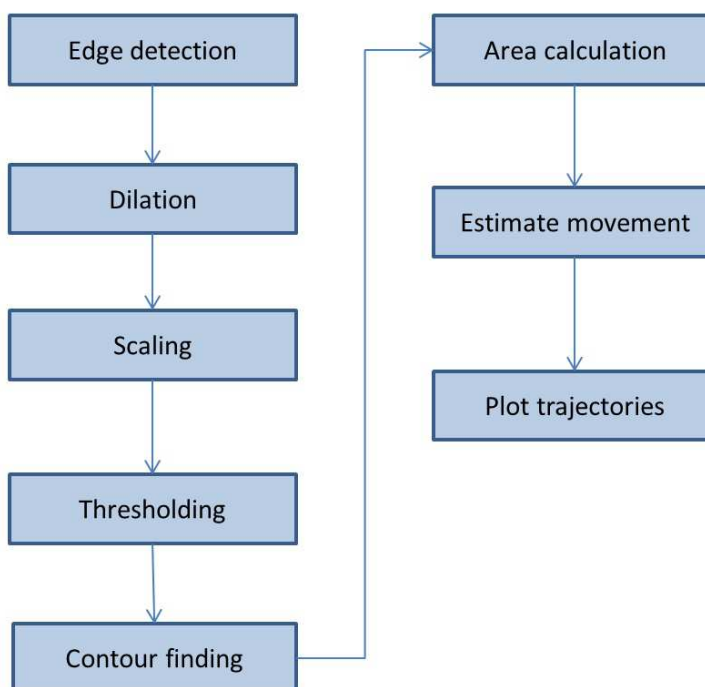 Edge detection
Dilation
Scaling
Thresholding
Contour finding
Area calculation
Estimate movement
Plot trajectories